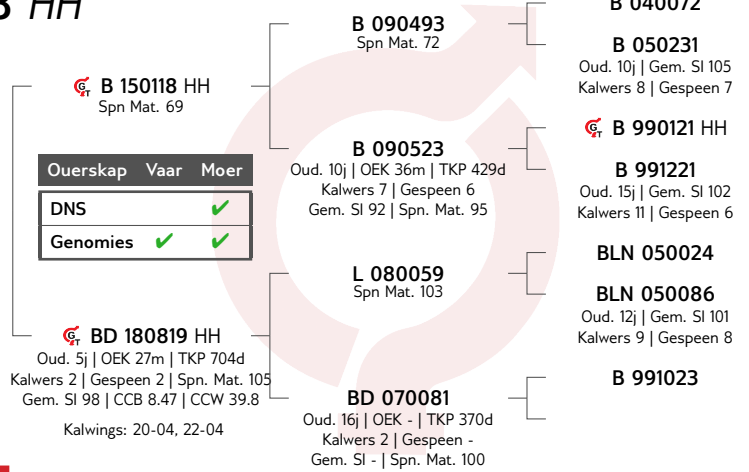 HH
B 150118 HH
Spn Mat. 69
Ouerskap Vaar Moer
DNS ✔
Genomies ✔ ✔
BD 180819 HH
Oud. 5j | OEK 27m | TKP 704d
Kalwers 2 | Gespeen 2 | Spn. Mat. 105
Gem. SI 98 | CCB 8.47 | CCW 39.8
Kalwings: 20-04, 22-04
B 090493
Spn Mat. 72
B 090523
Oud. 10j | OEK 36m | TKP 429d
Kalwers 7 | Gespeen 6
Gem. SI 92 | Spn. Mat. 95
L 080059
Spn Mat. 103
BD 070081
Oud. 16j | OEK - | TKP 370d
Kalwers 2 | Gespeen -
Gem. SI - | Spn. Mat. 100
B 040072
B 050231
Oud. 10j | Gem. SI 105
Kalwers 8 | Gespeen 7
B 990121 HH
B 991221
Oud. 15j | Gem. SI 102
Kalwers 11 | Gespeen 6
BLN 050024
BLN 050086
Oud. 12j | Gem. SI 101
Kalwers 9 | Gespeen 8
B 991023